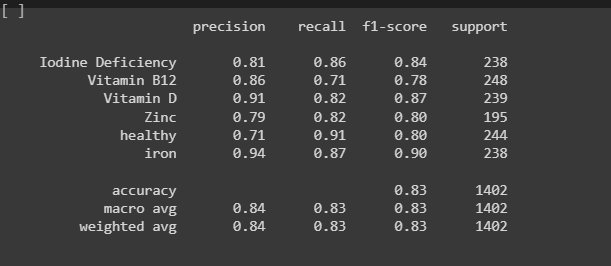 [ ]
precision recall f1-score support
Iodine Deficiency 0.81 0.86 0.84 238
Vitamin B12 0.86 0.71 0.78 248
Vitamin D 0.91 0.82 0.87 239
Zinc 0.79 0.82 0.80 195
healthy 0.71 0.91 0.80 244
iron 0.94 0.87 0.90 238
accuracy 0.83 1402
macro avg 0.84 0.83 0.83 1402
weighted avg 0.84 0.83 0.83 1402